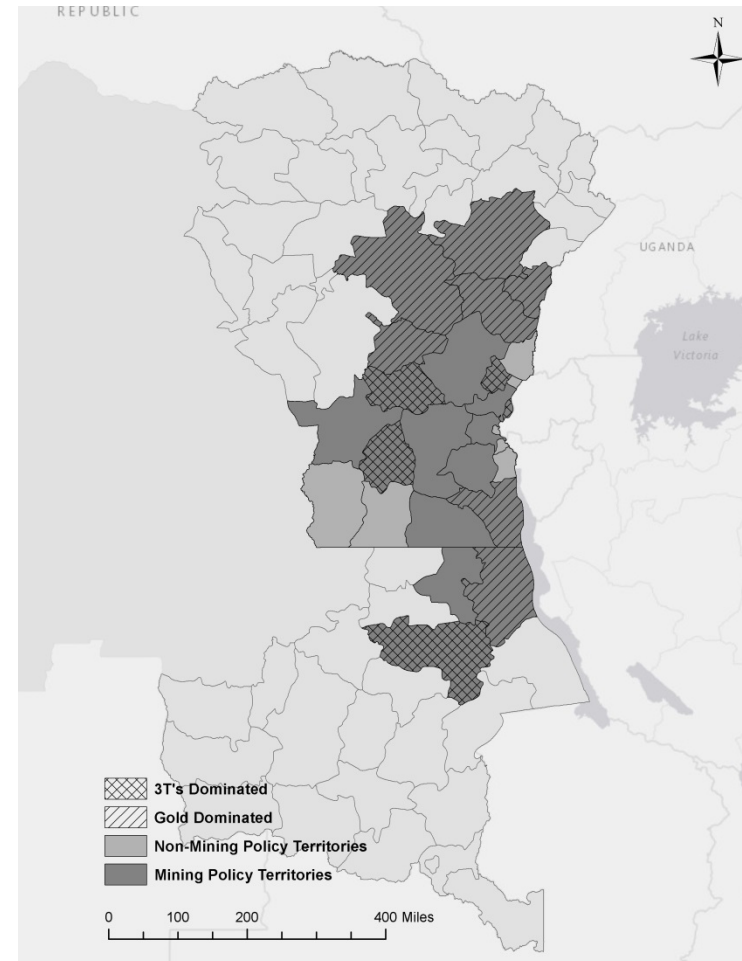 REPUBLIC
N
UGANDA
Lake
Victoria
3T's Dominated
Gold Dominated
Non-Mining Policy Territories
Mining Policy Territories
0 100 200 400 Miles